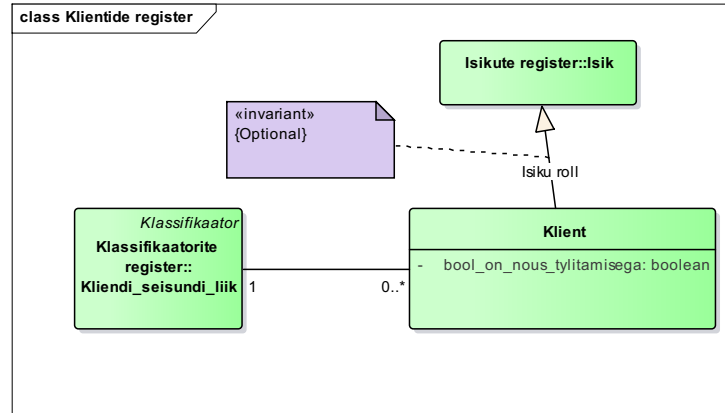 class Klientide register
Isikute register::Isik
«invariant»
{Optional}
Isiku roll
Klassifikaator
Klassifikaatorite
register::
Kliendi_seisundi_liik
Klient
- bool_on_nous_tylitamisega: boolean
1
0..*